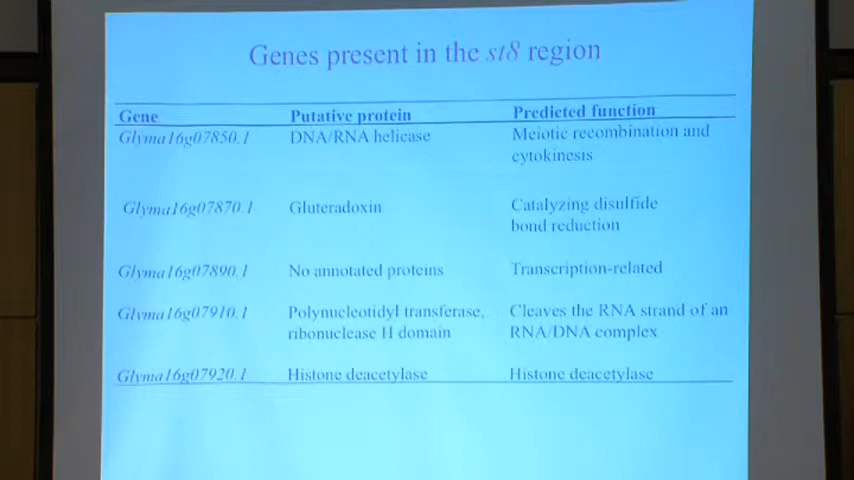 Genes present in the st8 region
Gene Putative protein Predicted function
Glyma16g07850.1 DNA/RNA helicase Meiotic recombination and
cytokinesis
Glyma16g07870.1 Gluteradoxin Catalyzing disulfide
bond reduction
Glyma16g07890.1 No annotated proteins Transcription-related
Glyma16g07910.1 Polynucleotidyl transferase, Cleaves the RNA strand of an
ribonuclease H domain RNA/DNA complex
Glyma16g07920.1 Histone deacetylase Histone deacetylase